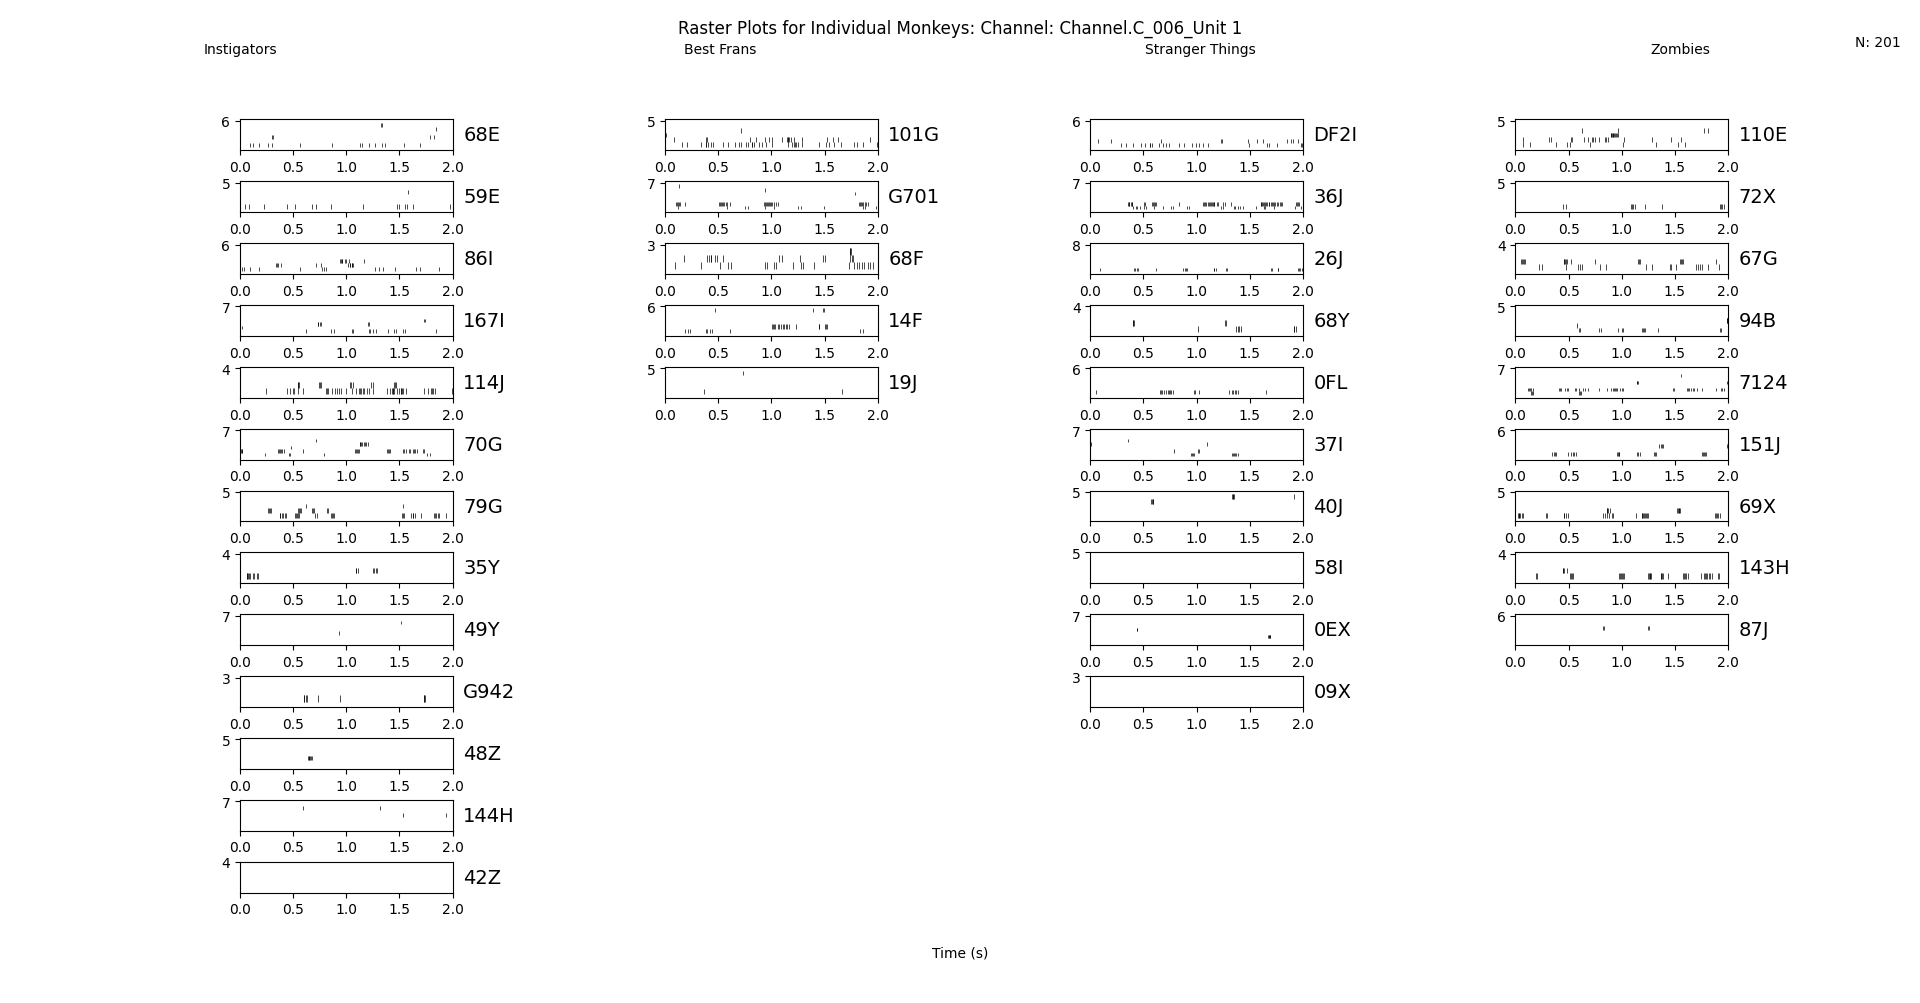 Raster Plots for Individual Monkeys: Channel: Channel.C_006_Unit 1
N: 201
Instigators
6 68E
0.0 0.5 1.0 1.5 2.0
5 59E
0.0 0.5 1.0 1.5 2.0
6 86I
0.0 0.5 1.0 1.5 2.0
7 167I
0.0 0.5 1.0 1.5 2.0
4 114J
0.0 0.5 1.0 1.5 2.0
7 70G
0.0 0.5 1.0 1.5 2.0
5 79G
0.0 0.5 1.0 1.5 2.0
4 35Y
0.0 0.5 1.0 1.5 2.0
7 49Y
0.0 0.5 1.0 1.5 2.0
3 G942
0.0 0.5 1.0 1.5 2.0
5 48Z
0.0 0.5 1.0 1.5 2.0
7 144H
0.0 0.5 1.0 1.5 2.0
4 42Z
0.0 0.5 1.0 1.5 2.0
Best Frans
5 101G
0.0 0.5 1.0 1.5 2.0
7 G701
0.0 0.5 1.0 1.5 2.0
3 68F
0.0 0.5 1.0 1.5 2.0
6 14F
0.0 0.5 1.0 1.5 2.0
5 19J
0.0 0.5 1.0 1.5 2.0
Stranger Things
6 DF2I
0.0 0.5 1.0 1.5 2.0
7 36J
0.0 0.5 1.0 1.5 2.0
8 26J
0.0 0.5 1.0 1.5 2.0
4 68Y
0.0 0.5 1.0 1.5 2.0
6 0FL
0.0 0.5 1.0 1.5 2.0
7 37I
0.0 0.5 1.0 1.5 2.0
5 40J
0.0 0.5 1.0 1.5 2.0
5 58I
0.0 0.5 1.0 1.5 2.0
7 0EX
0.0 0.5 1.0 1.5 2.0
3 09X
0.0 0.5 1.0 1.5 2.0
Zombies
5 110E
0.0 0.5 1.0 1.5 2.0
5 72X
0.0 0.5 1.0 1.5 2.0
4 67G
0.0 0.5 1.0 1.5 2.0
5 94B
0.0 0.5 1.0 1.5 2.0
7 7124
0.0 0.5 1.0 1.5 2.0
6 151J
0.0 0.5 1.0 1.5 2.0
5 69X
0.0 0.5 1.0 1.5 2.0
4 143H
0.0 0.5 1.0 1.5 2.0
6 87J
0.0 0.5 1.0 1.5 2.0
Time (s)